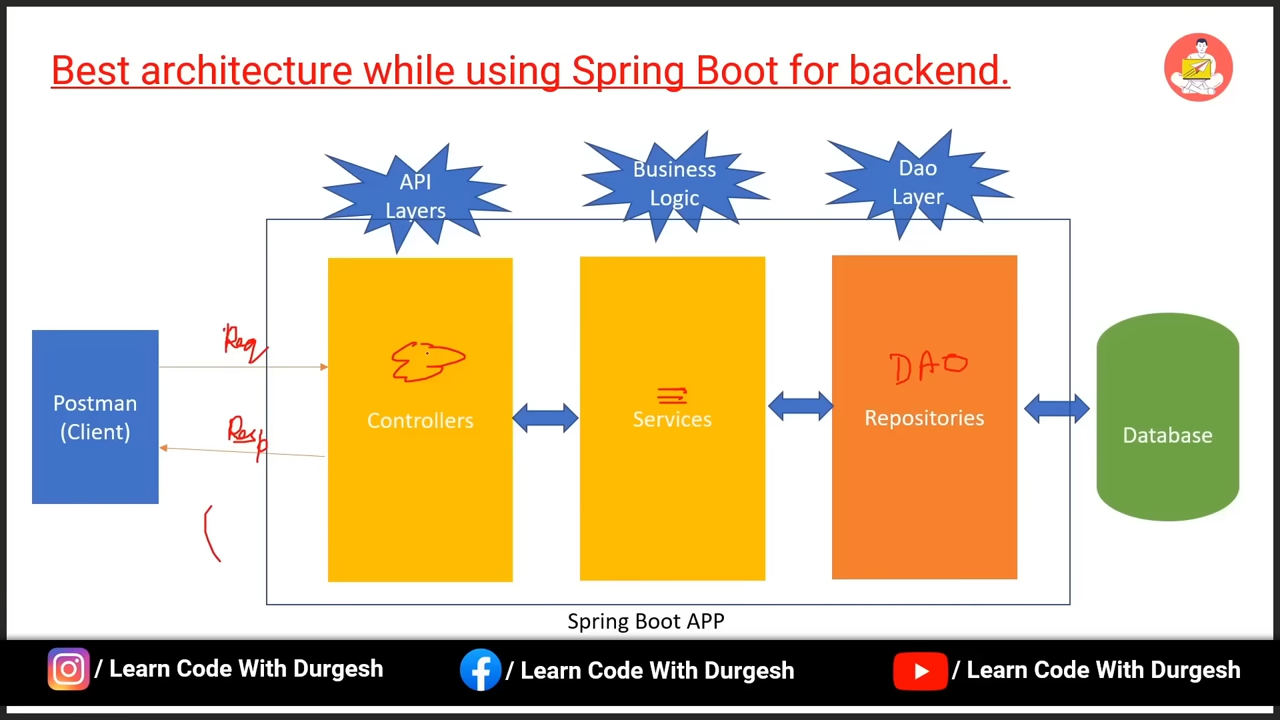 Best architecture while using Spring Boot for backend.
API
Layers
Business
Logic
Dao
Layer
Req
Resp
Postman
(Client)
Controllers
Services
DAO
Repositories
Database
Spring Boot APP
/ Learn Code With Durgesh
/ Learn Code With Durgesh
/ Learn Code With Durgesh